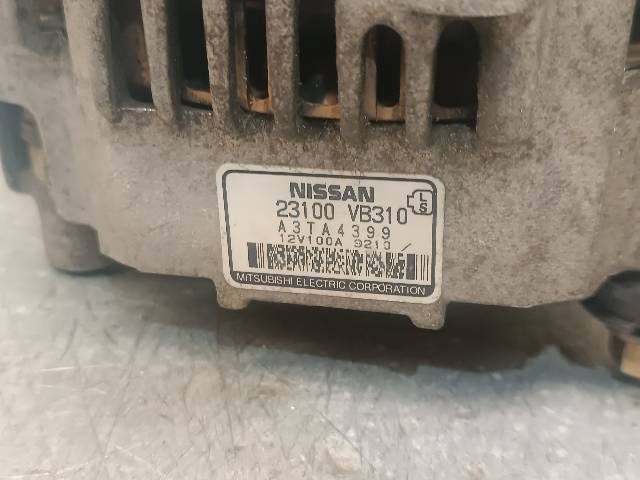 NISSAN
23100 VB310
L
S
A3TA4399
12V100A 9210
MITSUBISHI ELECTRIC CORPORATION